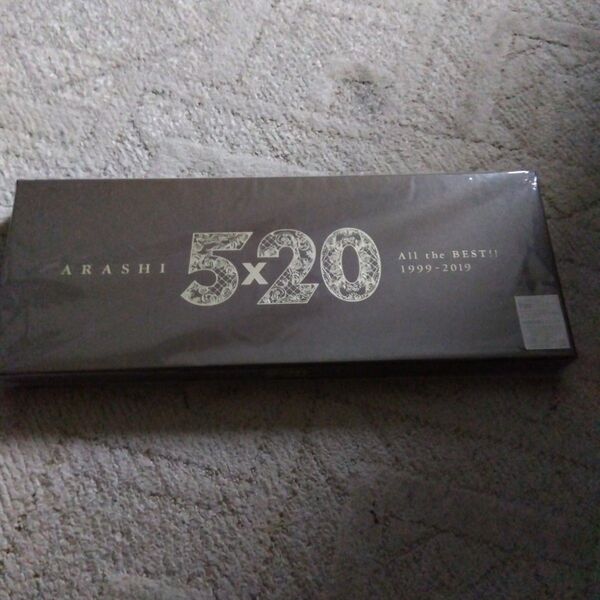 ARASHI
5x20
All the BEST!!
1999-2019